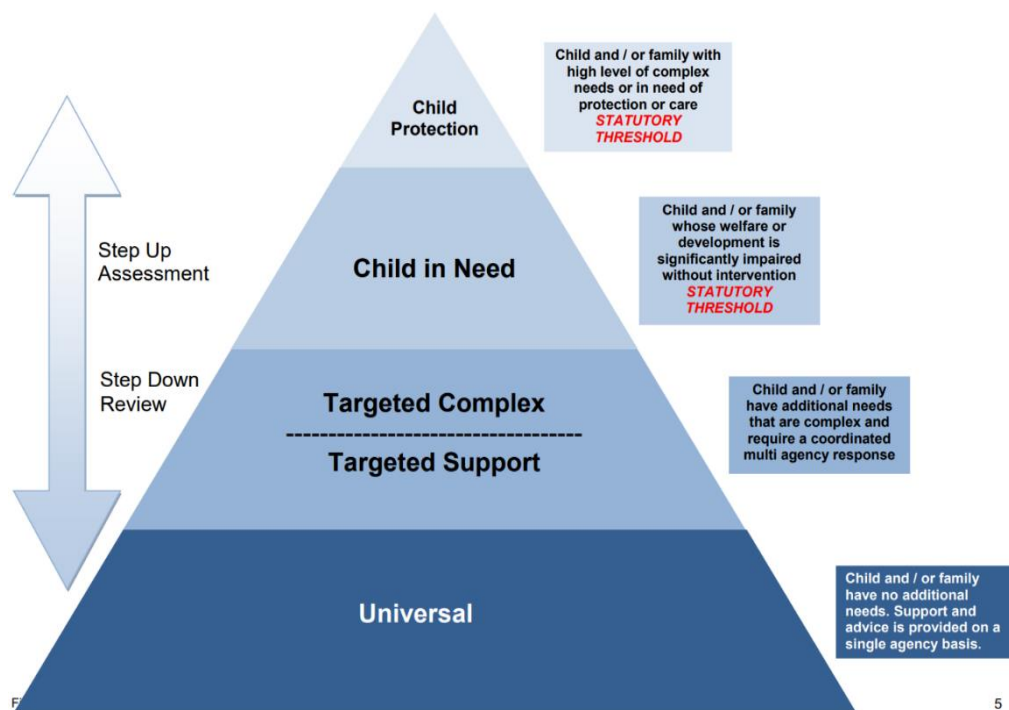 Child
Protection
Child and / or family with
high level of complex
needs or in need of
protection or care
STATUTORY
THRESHOLD
Step Up
Assessment
Child in Need
Child and / or family
whose welfare or
development is
significantly impaired
without intervention
STATUTORY
THRESHOLD
Step Down
Review
Targeted Complex
-----------------------------------
Targeted Support
Child and / or family
have additional needs
that are complex and
require a coordinated
multi agency response
Universal
Child and / or family
have no additional
needs. Support and
advice is provided on a
single agency basis.
5